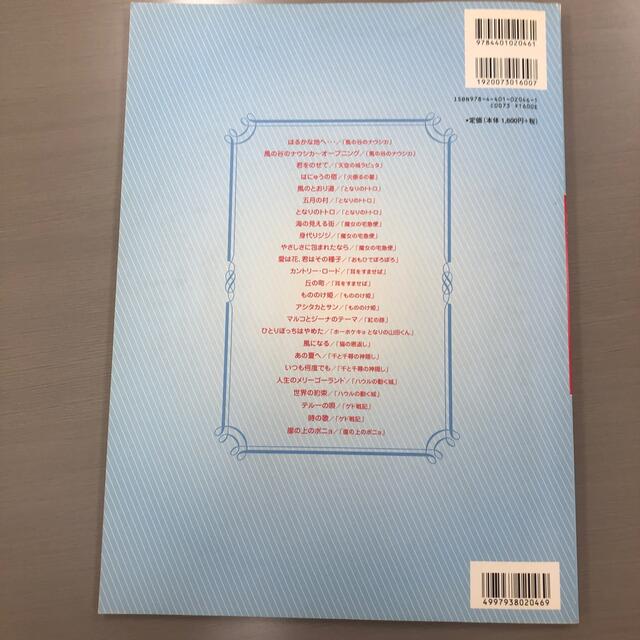 9784401020461
1920073016007
ISBN978-4-401-02046-1
C0073 ¥1600E
•定価(本体 1,600円+税)
はるかな地へ・・・/「風の谷のナウシカ」
風の谷のナウシカ~オープニング/「風の谷のナウシカ」
君をのせて/「天空の城ラピュタ」
はにゅうの宿/「火垂るの墓」
風のとおり道/「となりのトトロ」
五月の村/「となりのトトロ」
となりのトトロ/「となりのトトロ」
海の見える街/「魔女の宅急便」
身代りジジ/「魔女の宅急便」
やさしさに包まれたなら/「魔女の宅急便」
愛は花、君はその種子/「おもひでぽろぽろ」
カントリー・ロード/「耳をすませば」
丘の町/「耳をすませば」
もののけ姫/「もののけ姫」
アシタカとサン/「もののけ姫」
マルコとジーナのテーマ/「紅の豚」
ひとりぼっちはやめた/「ホーホケキョ となりの山田くん」
風になる/「猫の恩返し」
あの夏へ/「千と千尋の神隠し」
いつも何度でも/「千と千尋の神隠し」
人生のメリーゴーランド/「ハウルの動く城」
世界の約束/「ハウルの動く城」
テルーの唄/「ゲド戦記」
時の歌/「ゲド戦記」
崖の上のポニョ/「崖の上のポニョ」
4997938020469